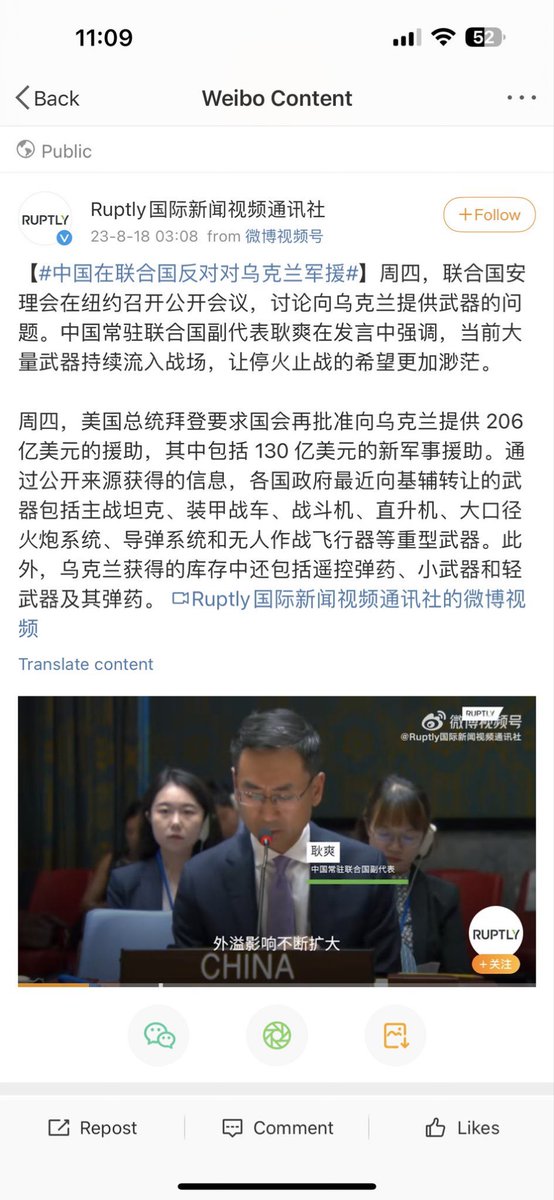 11:09
52
Back
Weibo Content
Public
RUPTLY
Ruptly国际新闻视频通讯社
+Follow
23-8-18 03:08 from 微博视频号
【#中国在联合国反对对乌克兰军援#】周四，联合国安
理会在纽约召开公开会议，讨论向乌克兰提供武器的问
题。中国常驻联合国副代表耿爽在发言中强调，当前大
量武器持续流入战场，让停火止战的希望更加渺茫。
周四，美国总统拜登要求国会再批准向乌克兰提供 206
亿美元的援助，其中包括 130 亿美元的新军事援助。通
过公开来源获得的信息，各国政府最近向基辅转让的武
器包括主战坦克、装甲战车、战斗机、直升机、大口径
火炮系统、导弹系统和无人作战飞行器等重型武器。此
外，乌克兰获得的库存中还包括遥控弹药、小武器和轻
武器及其弹药。 Ruptly国际新闻视频通讯社的微博视
频
Translate content
RUPTLY
微博视频号
@Ruptly国际新闻视频通讯社
耿爽
中国常驻联合国副代表
RUPTLY
+关注
外溢影响不断扩大
CHINA
Repost
Comment
Likes